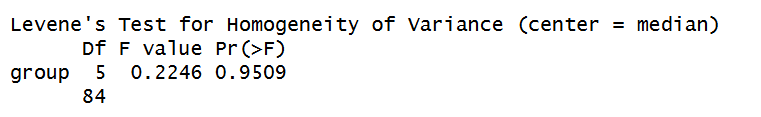 Levene's Test for Homogeneity of Variance (center = median)
      Df F value Pr(>F)
group  5  0.2246 0.9509
      84